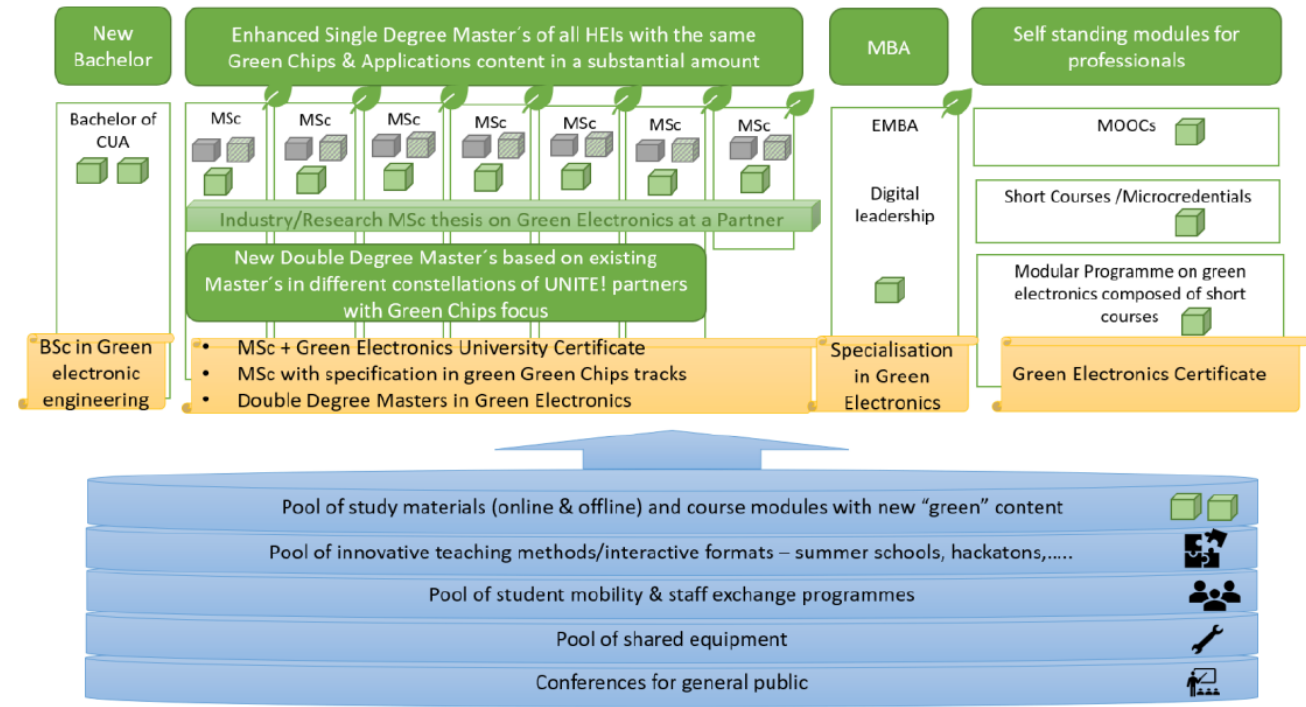 New
Bachelor
Enhanced Single Degree Master´s of all HEIs with the same
Green Chips & Applications content in a substantial amount
MBA
Self standing modules for
professionals
Bachelor of
CUA
MSc
MSc
MSc
MSc
MSc
MSc
MSc
EMBA
Digital
leadership
MOOCs
Short Courses /Microcredentials
Modular Programme on green
electronics composed of short
courses
Industry/Research MSc thesis on Green Electronics at a Partner
New Double Degree Master´s based on existing
Master´s in different constellations of UNITE! partners
with Green Chips focus
BSc in Green
electronic
engineering
• MSc + Green Electronics University Certificate
• MSc with specification in green Green Chips tracks
• Double Degree Masters in Green Electronics
Specialisation
in Green
Electronics
Green Electronics Certificate
Pool of study materials (online & offline) and course modules with new “green” content
Pool of innovative teaching methods/interactive formats – summer schools, hackatons,.....
Pool of student mobility & staff exchange programmes
Pool of shared equipment
Conferences for general public